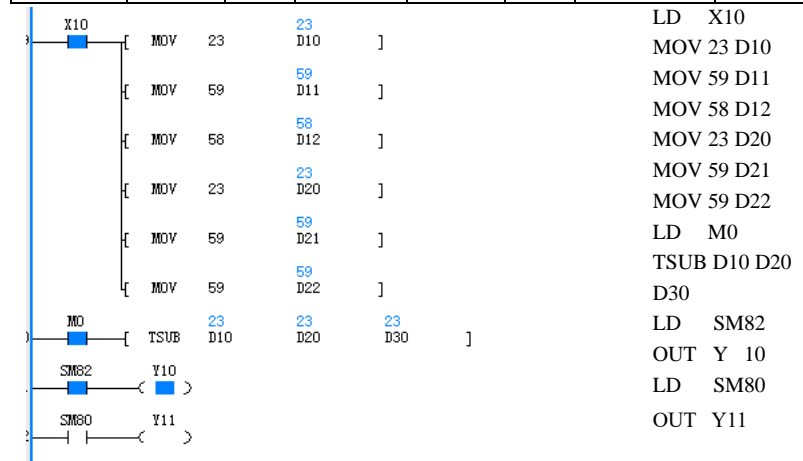 X10
23
[ MOV 23 D10 ]
59
[ MOV 59 D11 ]
58
[ MOV 58 D12 ]
23
[ MOV 23 D20 ]
59
[ MOV 59 D21 ]
59
[ MOV 59 D22 ]
M0 23 23 23
[ TSUB D10 D20 D30 ]
SM82 Y10
SM80 Y11
LD X10
MOV 23 D10
MOV 59 D11
MOV 58 D12
MOV 23 D20
MOV 59 D21
MOV 59 D22
LD M0
TSUB D10 D20
D30
LD SM82
OUT Y 10
LD SM80
OUT Y11